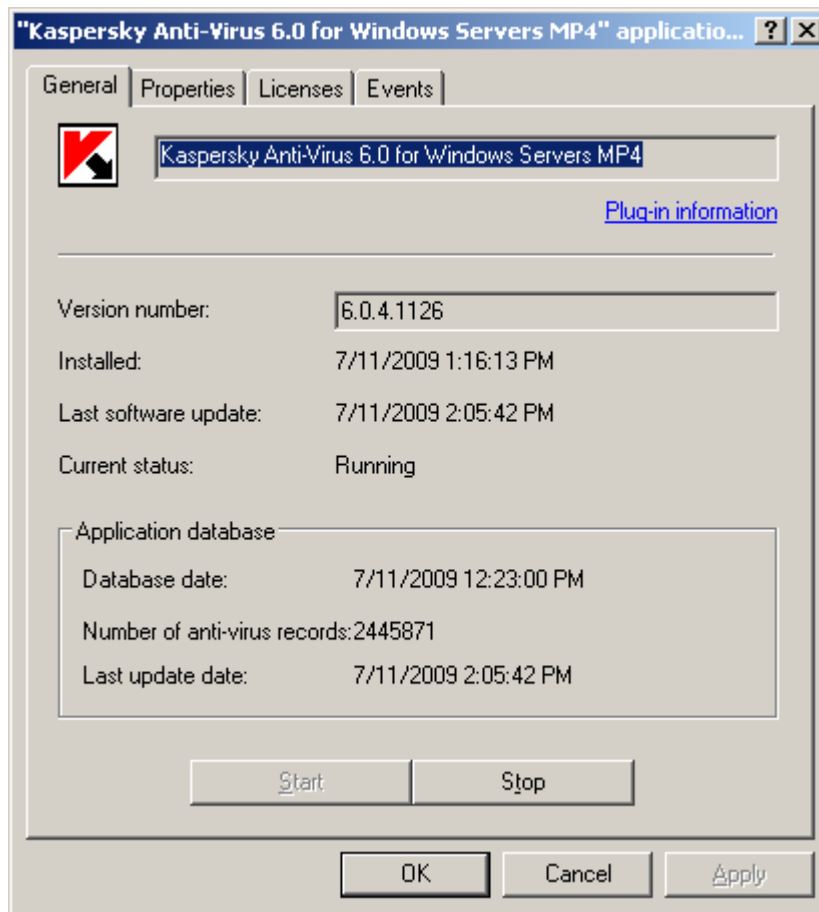 "Kaspersky Anti-Virus 6.0 for Windows Servers MP4" applicatio...
General Properties Licenses Events
Kaspersky Anti-Virus 6.0 for Windows Servers MP4
Plug-in information
Version number: 6.0.4.1126
Installed: 7/11/2009 1:16:13 PM
Last software update: 7/11/2009 2:05:42 PM
Current status: Running
Application database
Database date: 7/11/2009 12:23:00 PM
Number of anti-virus records:2445871
Last update date: 7/11/2009 2:05:42 PM
Start Stop
OK Cancel Apply